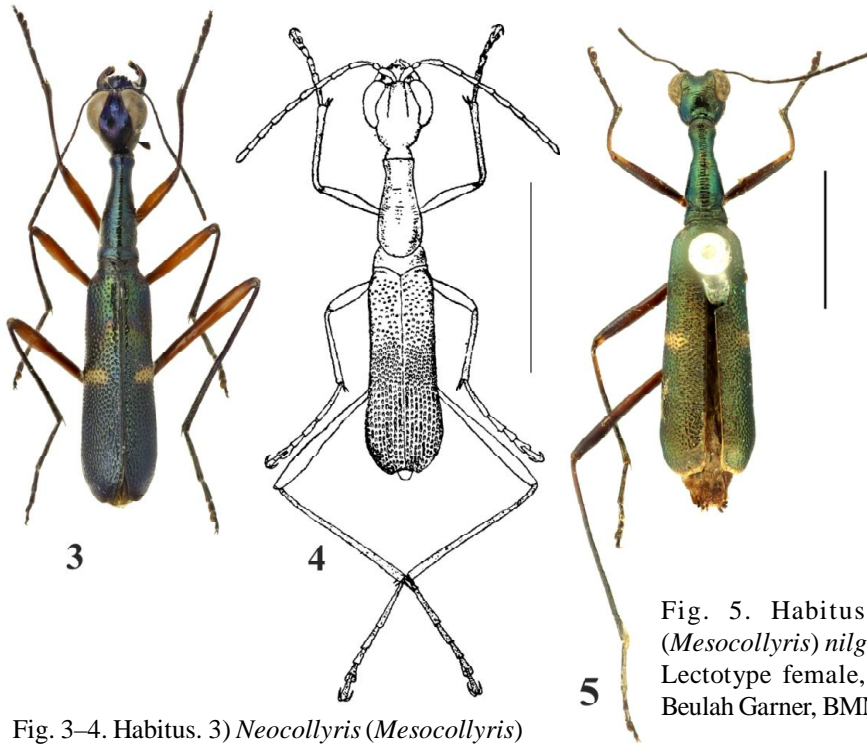 3
4
5
Fig. 5. Habitus
(Mesocollyris) nilg
Lectotype female,
Beulah Garner, BM
Fig. 3–4. Habitus. 3) Neocollyris (Mesocollyris)